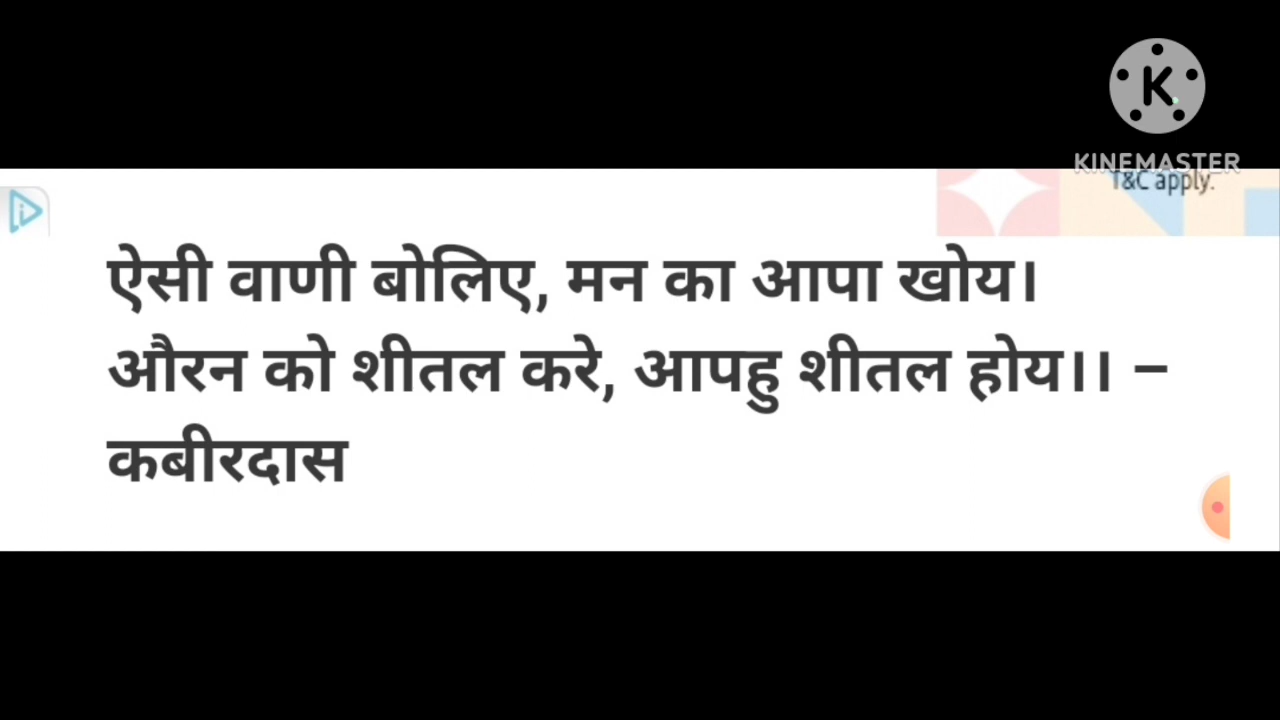 KINEMASTER
T&C apply.
ऐसी वाणी बोलिए, मन का आपा खोय।
औरन को शीतल करे, आपहु शीतल होय।। –
कबीरदास